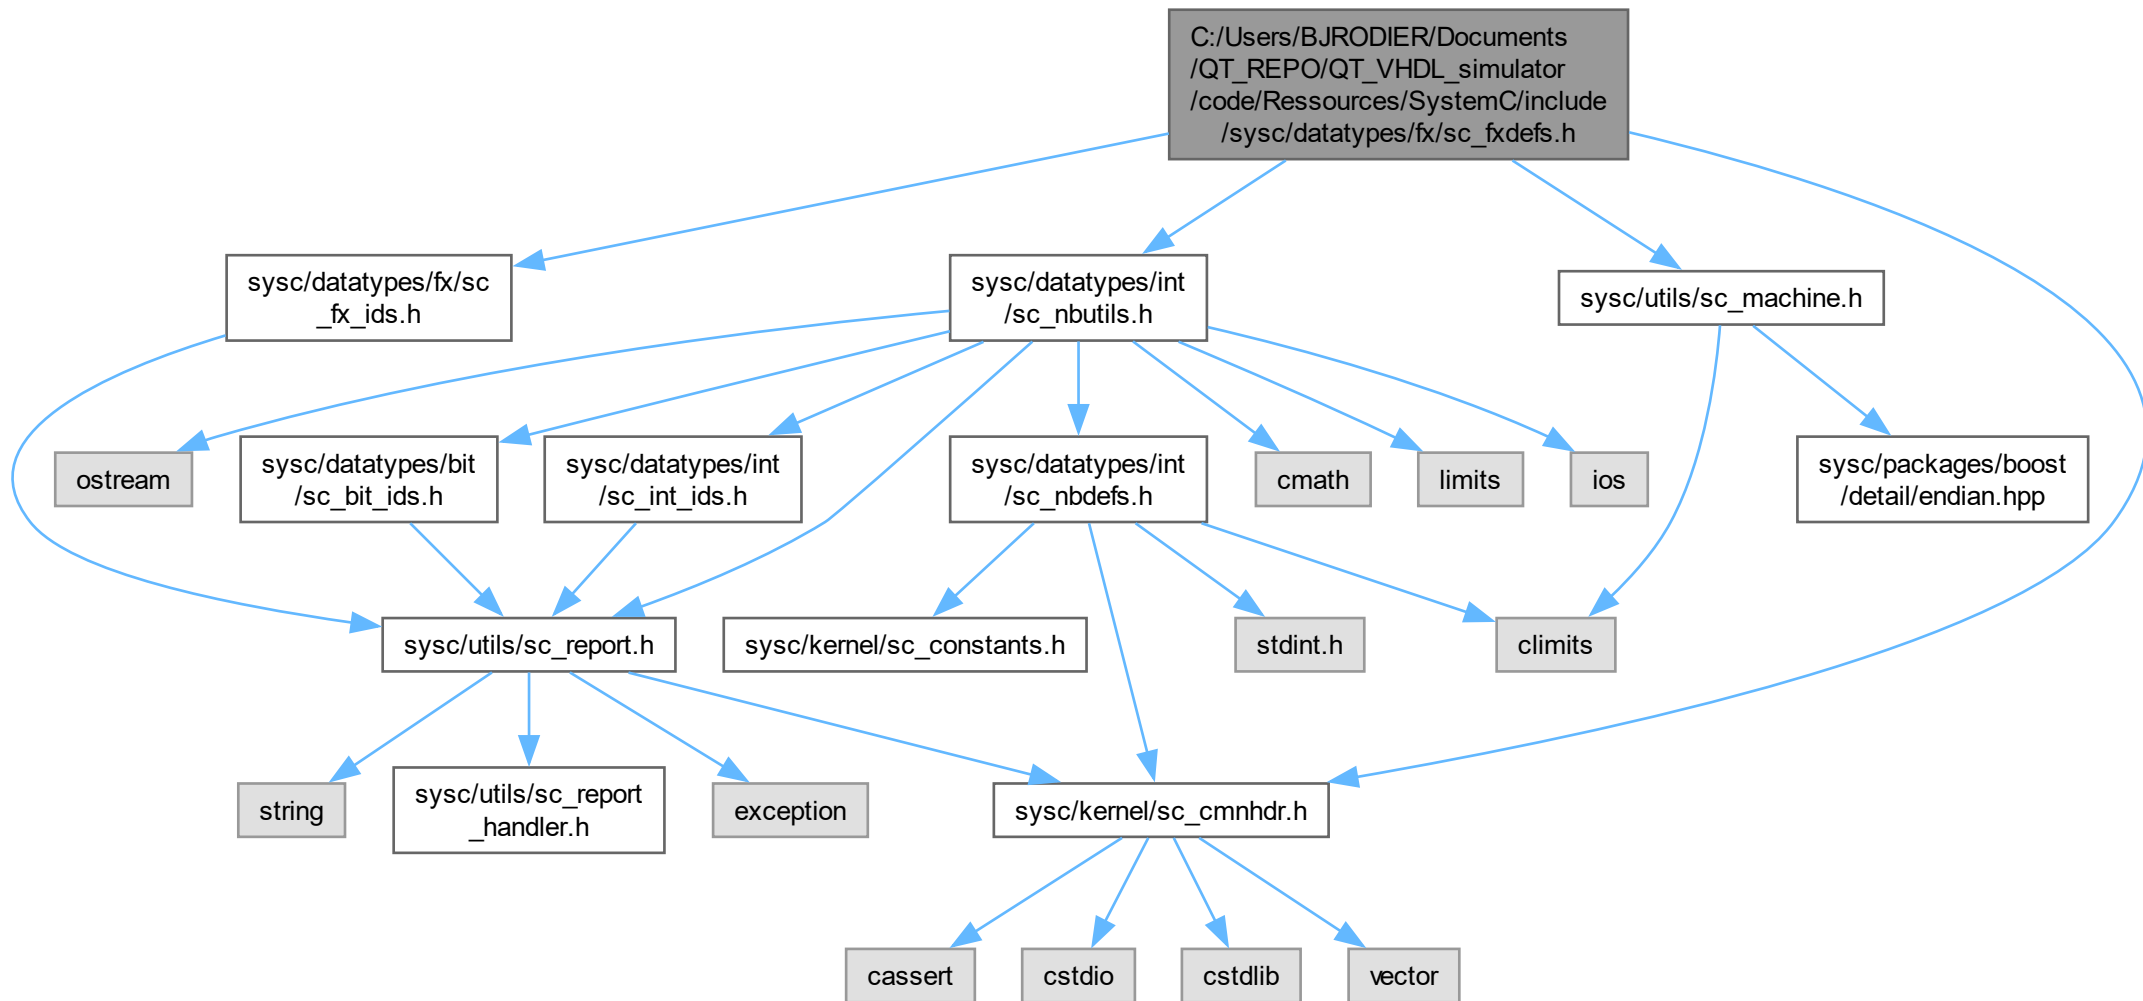 C:/Users/BJRODIER/Documents
/QT_REPO/QT_VHDL_simulator
/code/Ressources/SystemC/include
/sysc/datatypes/fx/sc_fxdefs.h
sysc/datatypes/fx/sc
_fx_ids.h
sysc/datatypes/int
/sc_nbutils.h
sysc/utils/sc_machine.h
ostream
sysc/datatypes/bit
/sc_bit_ids.h
sysc/datatypes/int
/sc_int_ids.h
sysc/datatypes/int
/sc_nbdefs.h
cmath
limits
ios
sysc/packages/boost
/detail/endian.hpp
sysc/utils/sc_report.h
sysc/kernel/sc_constants.h
stdint.h
climits
string
sysc/utils/sc_report
_handler.h
exception
sysc/kernel/sc_cmnhdr.h
cassert
cstdio
cstdlib
vector